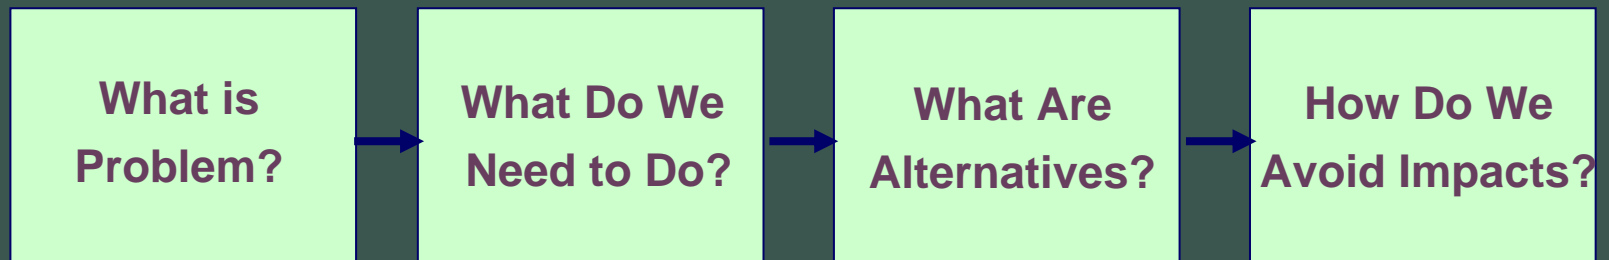 What is
Problem?
What Do We
Need to Do?
What Are
Alternatives?
How Do We
Avoid Impacts?